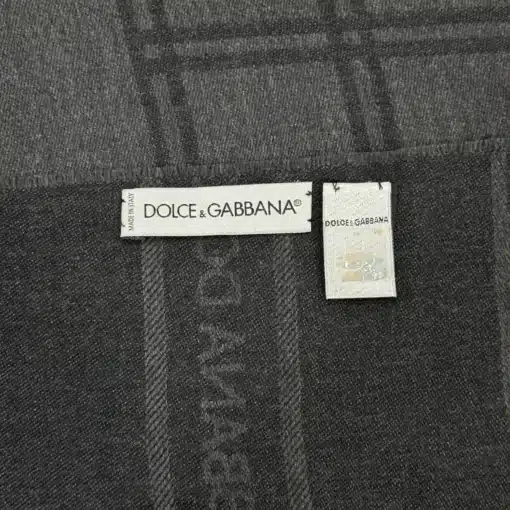 MADE IN ITALY
DOLCE & GABBANA®
DOLCE & GABBANA